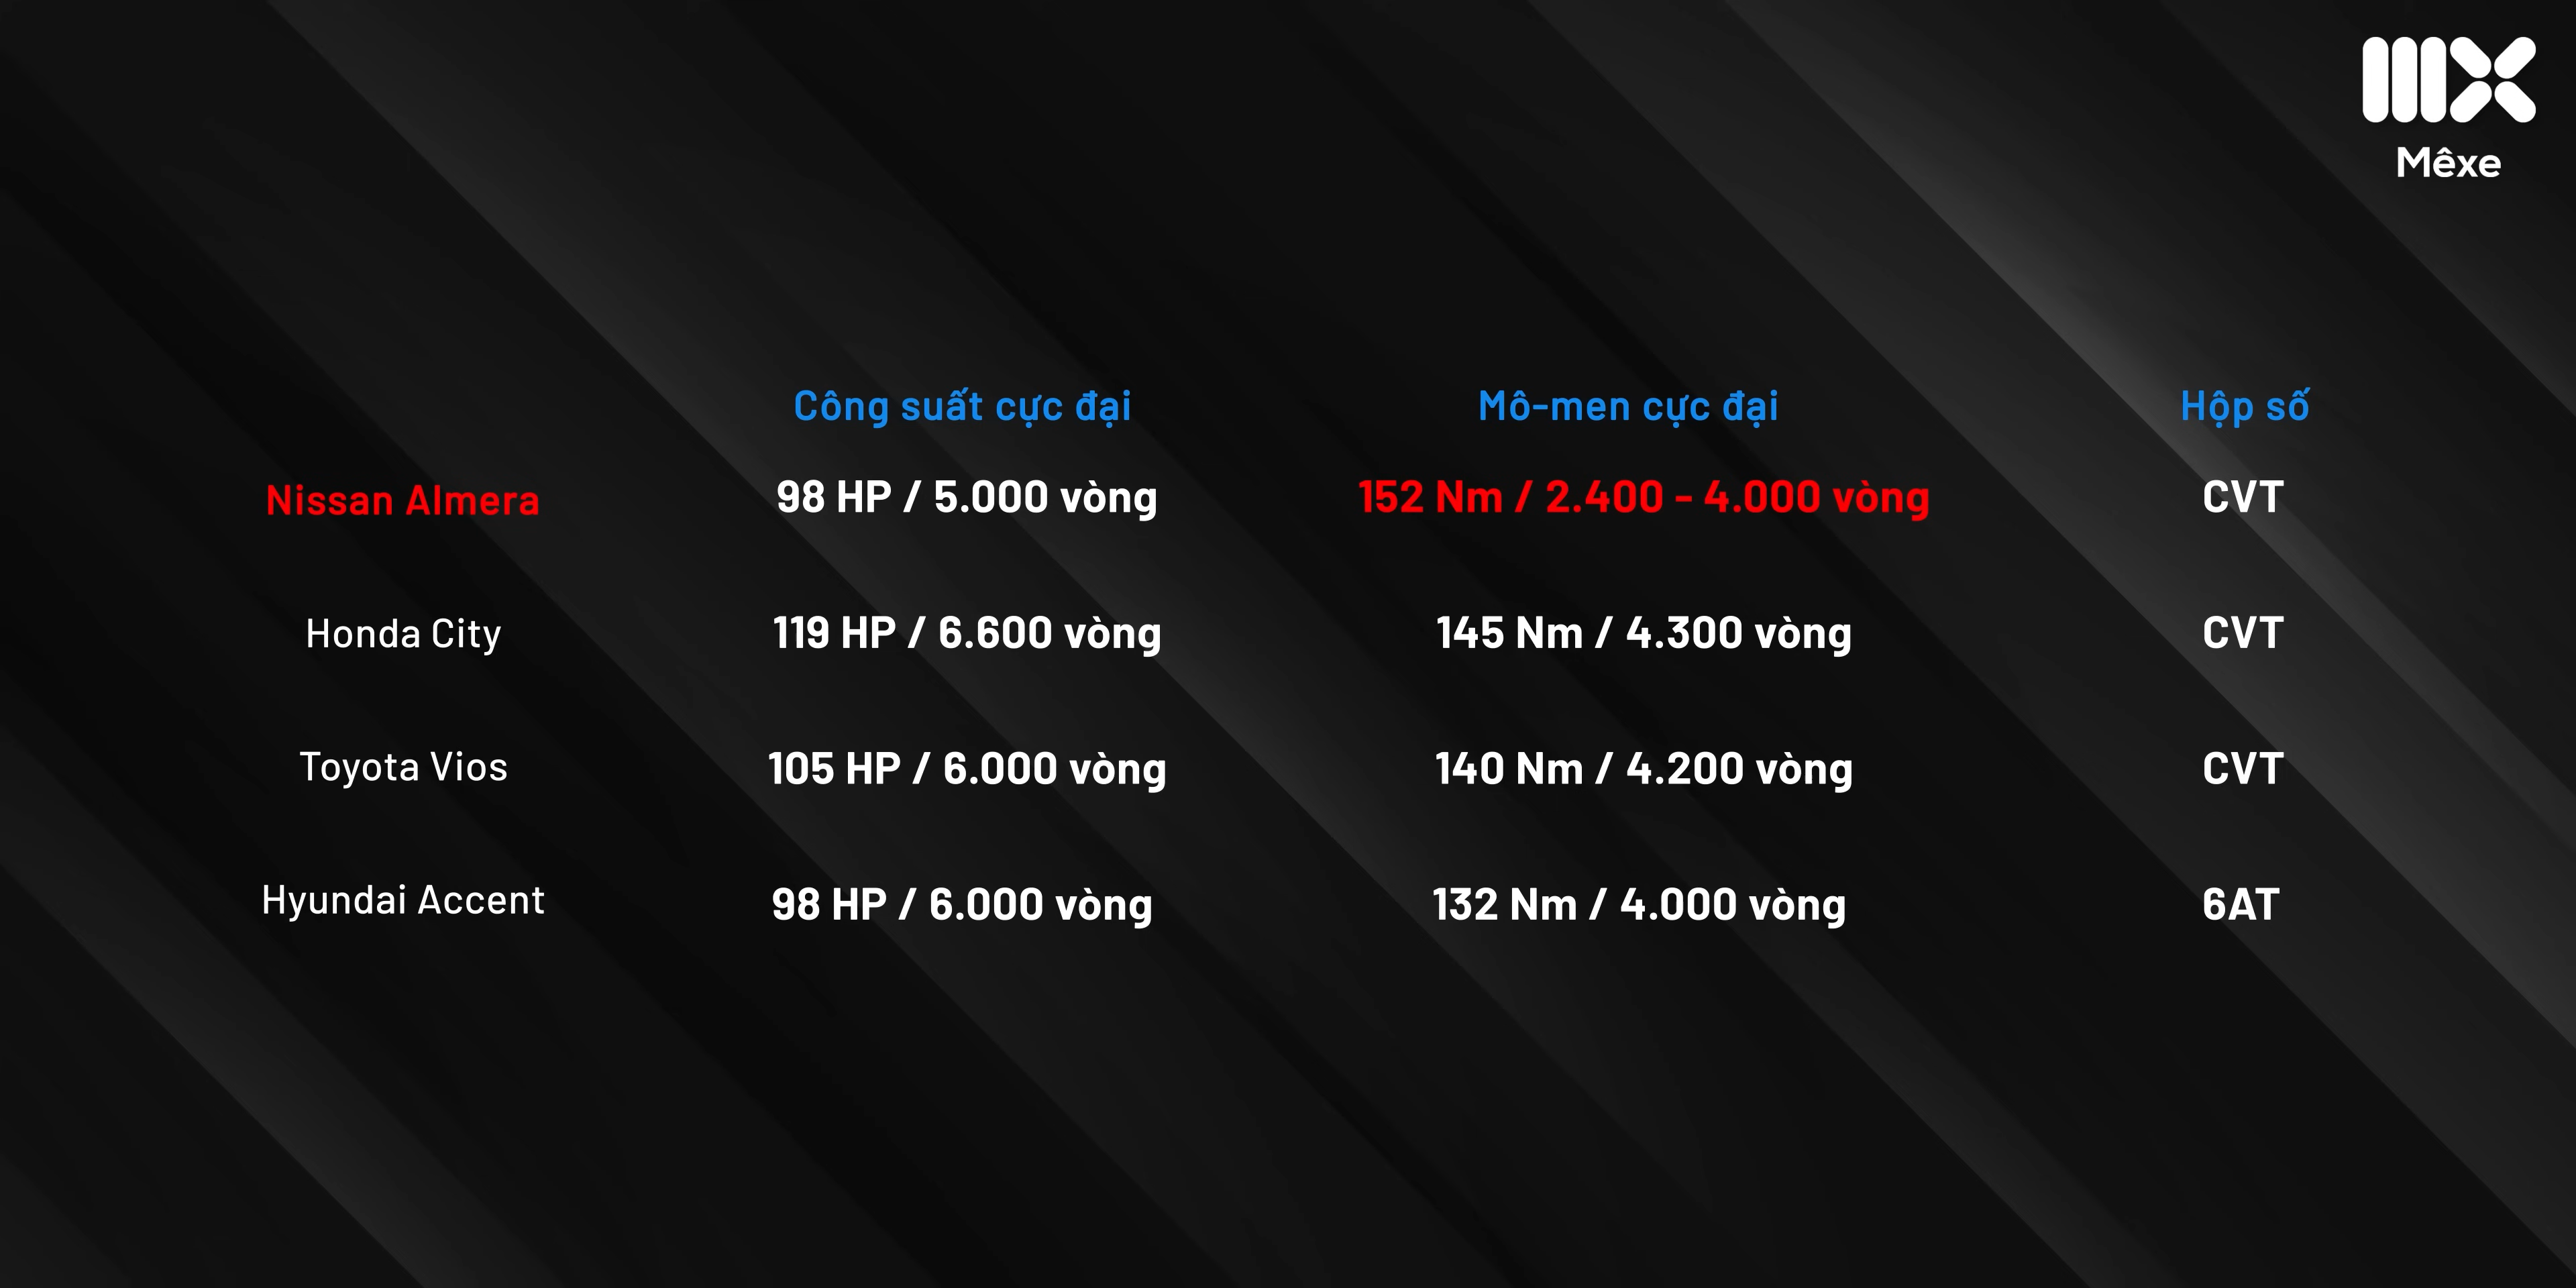 MX
Mêxe
Công suất cực đại Mô-men cực đại Hộp số
Nissan Almera 98 HP / 5.000 vòng 152 Nm / 2.400 - 4.000 vòng CVT
Honda City 119 HP / 6.600 vòng 145 Nm / 4.300 vòng CVT
Toyota Vios 105 HP / 6.000 vòng 140 Nm / 4.200 vòng CVT
Hyundai Accent 98 HP / 6.000 vòng 132 Nm / 4.000 vòng 6AT